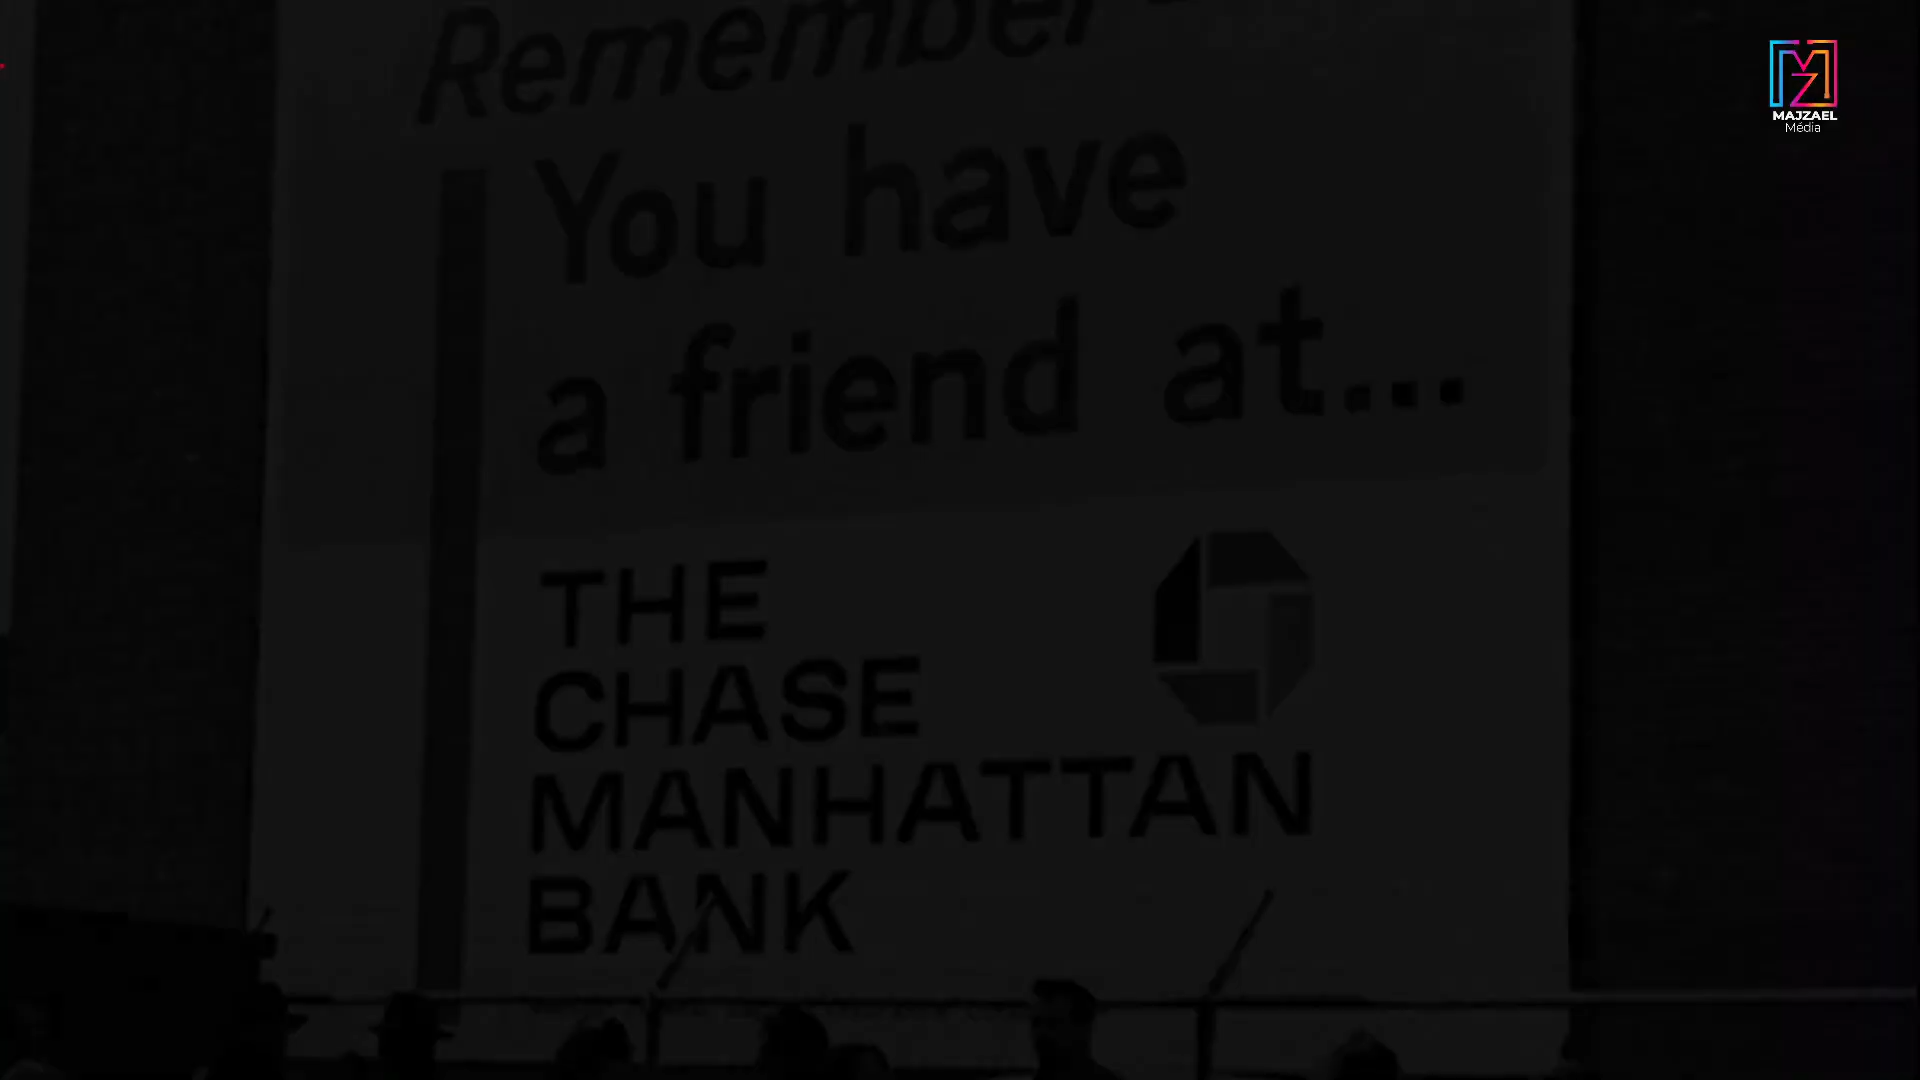 Remember -
You have
a friend at...
THE
CHASE
MANHATTAN
BANK
MAJZAEL
Média